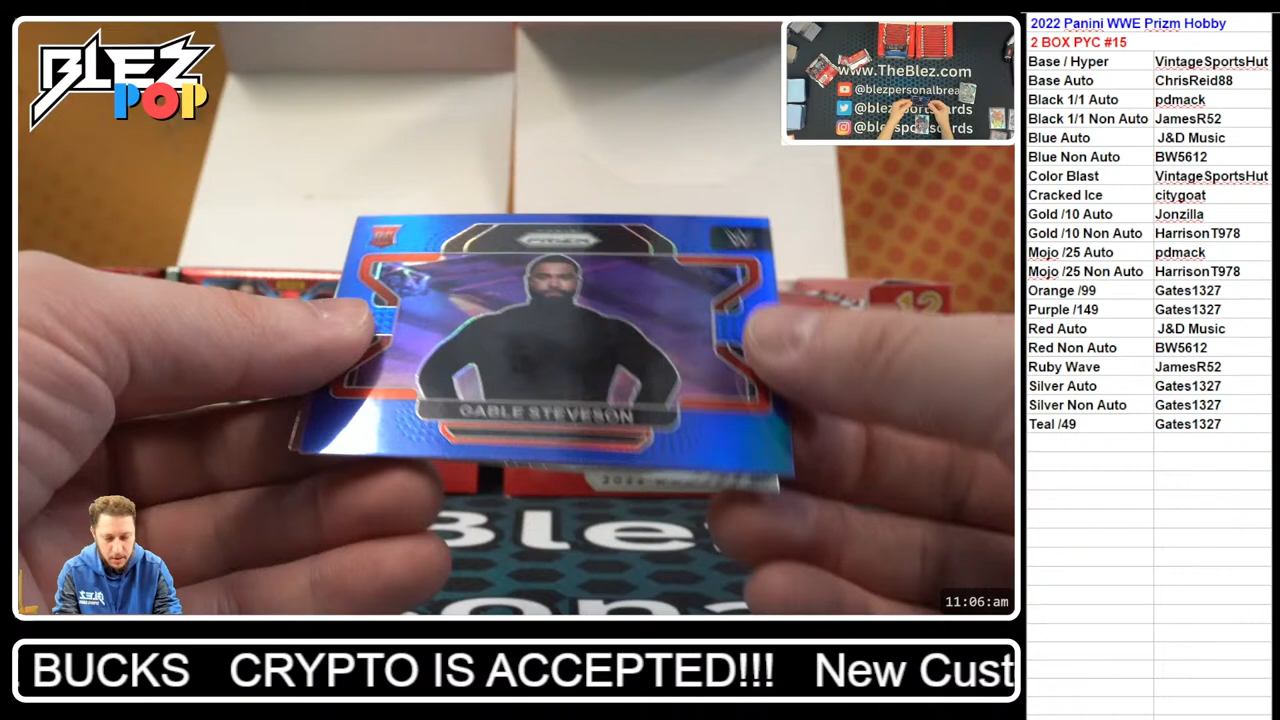 BLEZ
POP
www.TheBlez.com
@blezpersonalbrea
RC
PRIZM
W
GABLE STEVESON
12
Ble
11:06:am
BUCKS CRYPTO IS ACCEPTED!!! New Cust
2022 Panini WWE Prizm Hobby
2 BOX PYC #15
Base / Hyper VintageSportsHut
Base Auto ChrisReid88
Black 1/1 Auto pdmack
Black 1/1 Non Auto JamesR52
Blue Auto J&D Music
Blue Non Auto BW5612
Color Blast VintageSportsHut
Cracked Ice citygoat
Gold /10 Auto Jonzilla
Gold /10 Non Auto HarrisonT978
Mojo /25 Auto pdmack
Mojo /25 Non Auto HarrisonT978
Orange /99 Gates1327
Purple /149 Gates1327
Red Auto J&D Music
Red Non Auto BW5612
Ruby Wave JamesR52
Silver Auto Gates1327
Silver Non Auto Gates1327
Teal /49 Gates1327